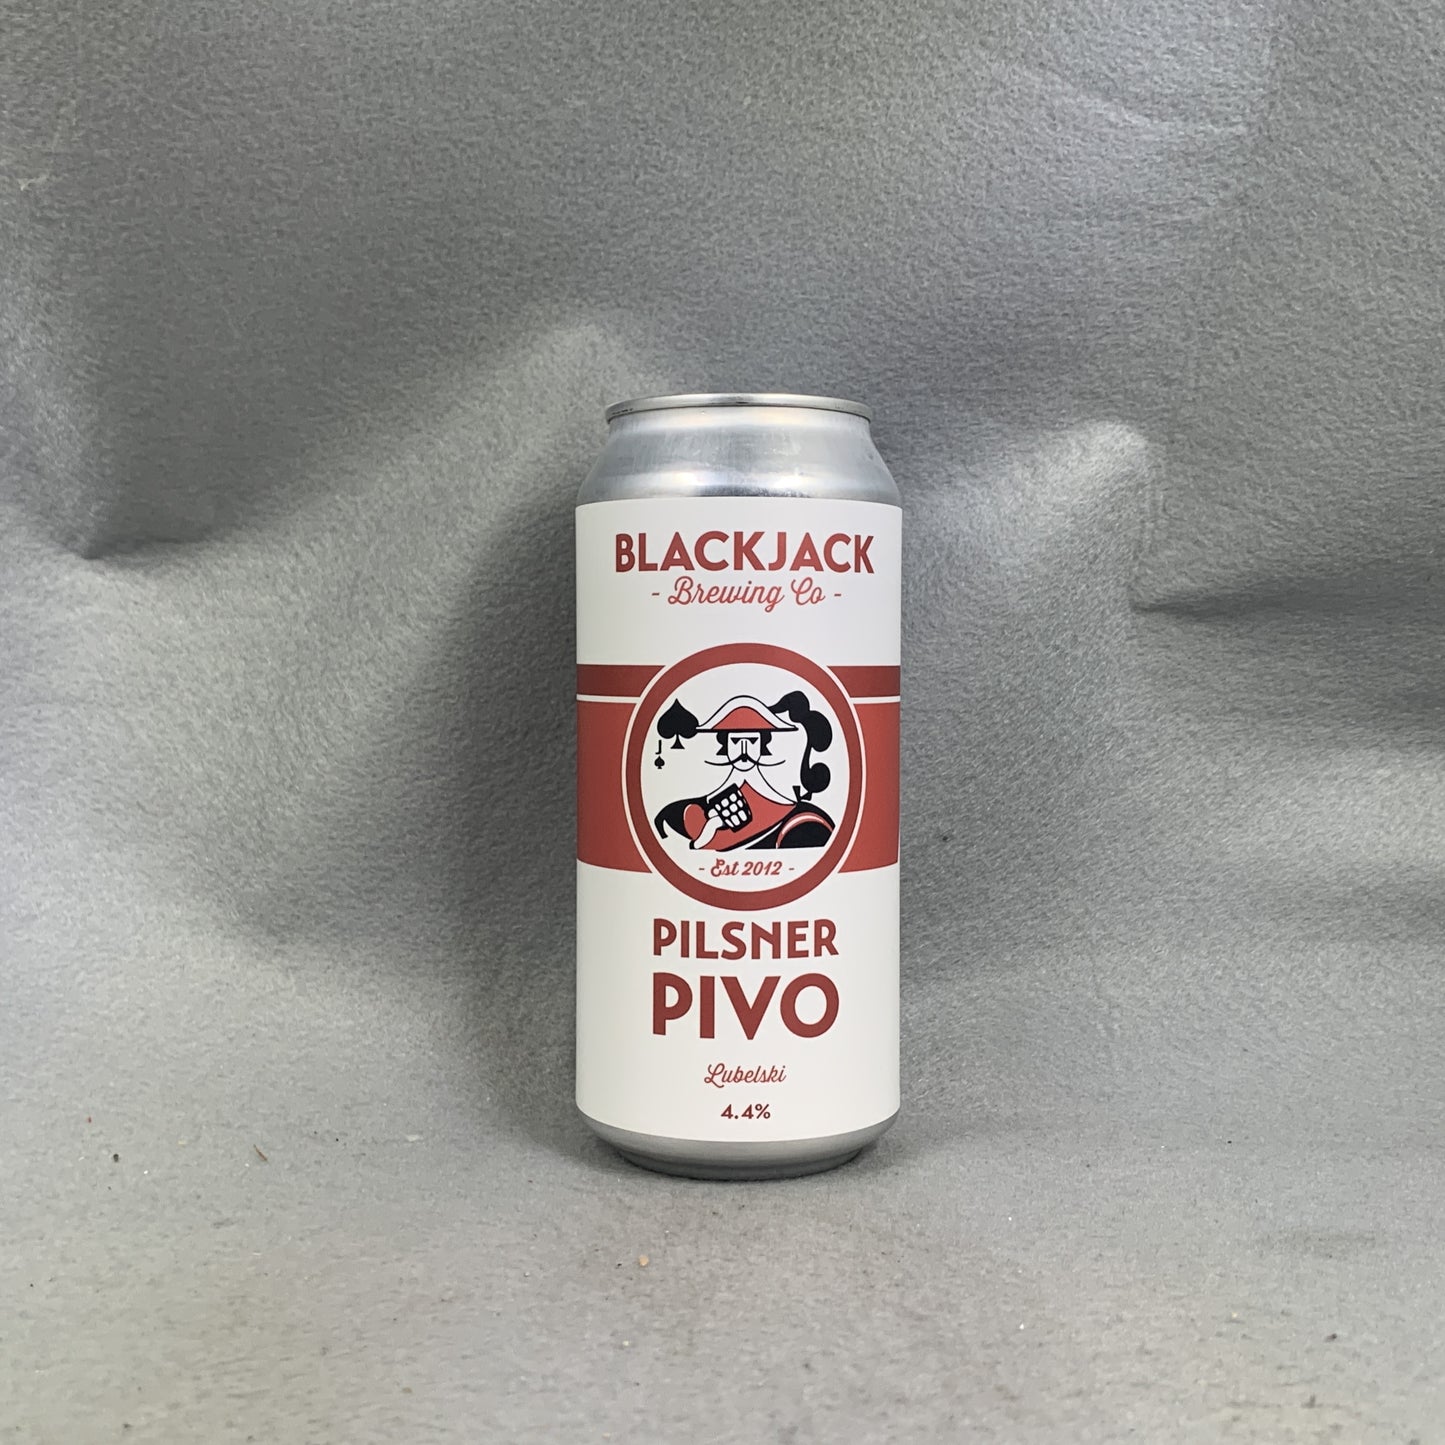 BLACKJACK
- Brewing Co -
J
- Est 2012 -
PILSNER
PIVO
Lubelski
4.4%